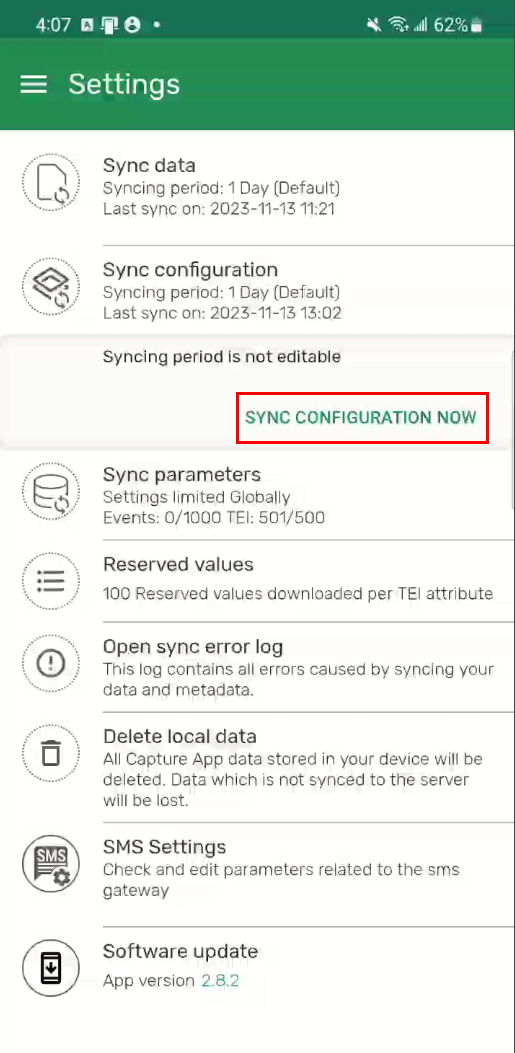 4:07
62%
Settings
Sync data
Syncing period: 1 Day (Default)
Last sync on: 2023-11-13 11:21
Sync configuration
Syncing period: 1 Day (Default)
Last sync on: 2023-11-13 13:02
Syncing period is not editable
SYNC CONFIGURATION NOW
Sync parameters
Settings limited Globally
Events: 0/1000 TEI: 501/500
Reserved values
100 Reserved values downloaded per TEI attribute
Open sync error log
This log contains all errors caused by syncing your
data and metadata.
Delete local data
All Capture App data stored in your device will be
deleted. Data which is not synced to the server
will be lost.
SMS
SMS Settings
Check and edit parameters related to the sms
gateway
Software update
App version 2.8.2